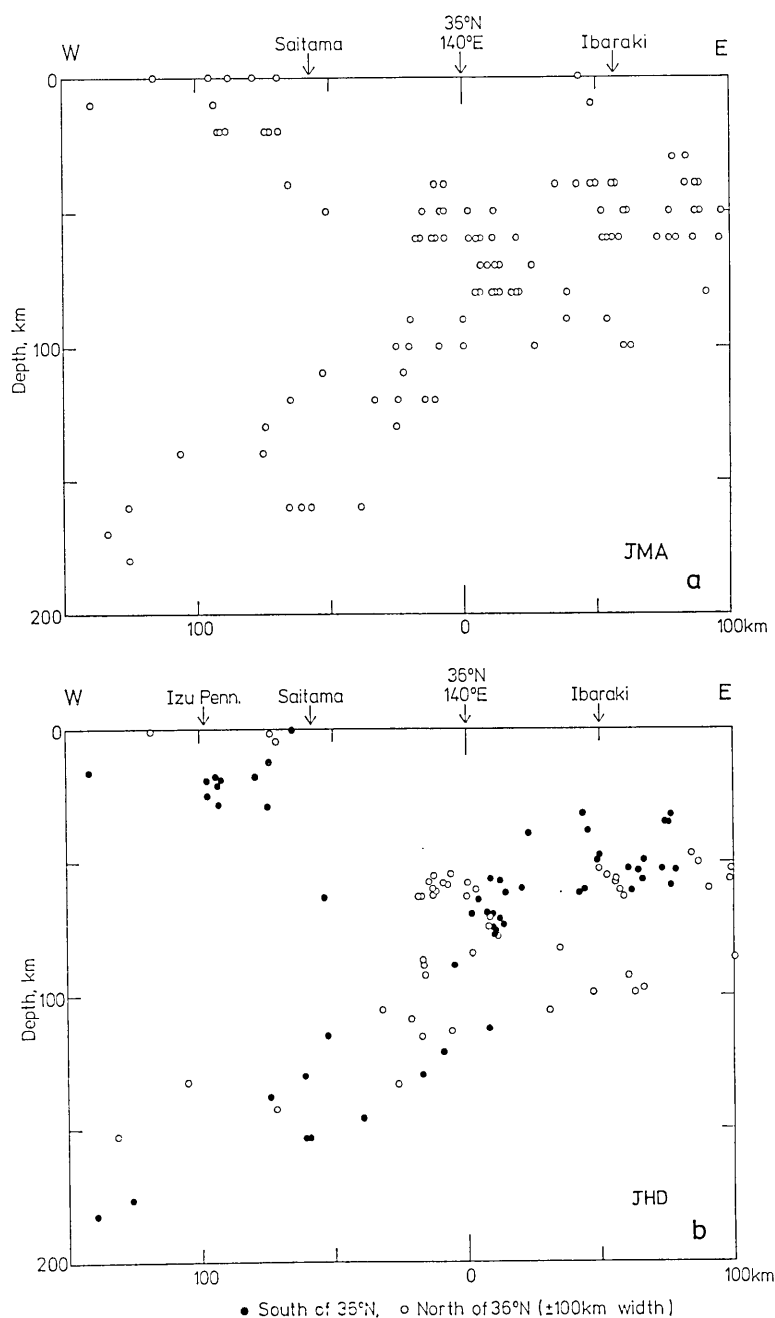 36°N
W Saitama 140°E Ibaraki E
0
Depth, km
100
JMA
a
200
100 0 100km
36°N
W Izu Penn. Saitama 140°E Ibaraki E
0
Depth, km
100
JHD
b
200
100 0 100km
● South of 36°N, ○ North of 36°N (±100km width)